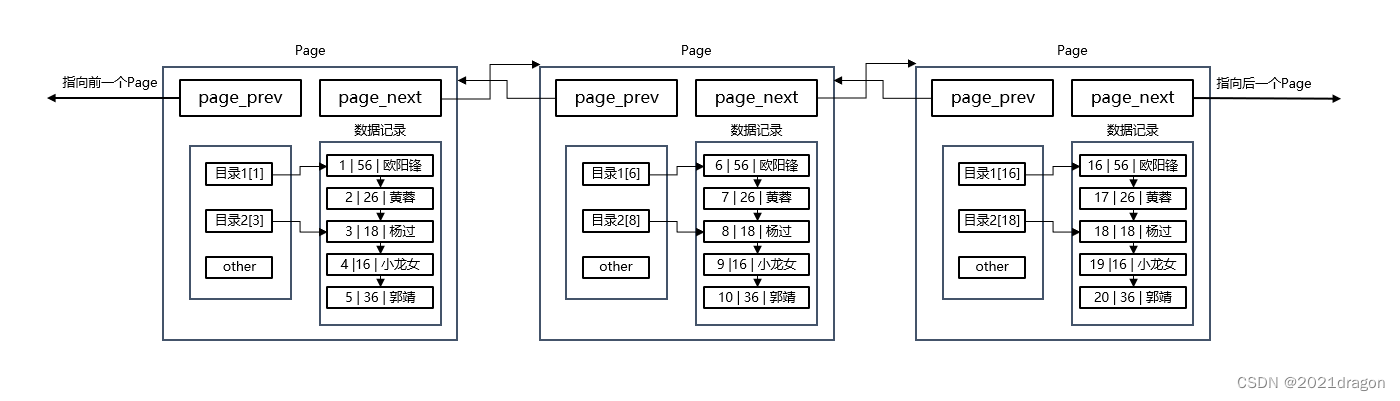 Page
指向前一个Page
page_prev
page_next
数据记录
目录1[1]
目录2[3]
other
1 | 56 | 欧阳锋
2 | 26 | 黄蓉
3 | 18 | 杨过
4 |16 | 小龙女
5 | 36 | 郭靖
Page
page_prev
page_next
数据记录
目录1[6]
目录2[8]
other
6 | 56 | 欧阳锋
7 | 26 | 黄蓉
8 | 18 | 杨过
9 |16 | 小龙女
10 | 36 | 郭靖
Page
page_prev
page_next
指向后一个Page
数据记录
目录1[16]
目录2[18]
other
16 | 56 | 欧阳锋
17 | 26 | 黄蓉
18 | 18 | 杨过
19 |16 | 小龙女
20 | 36 | 郭靖
CSDN @2021dragon